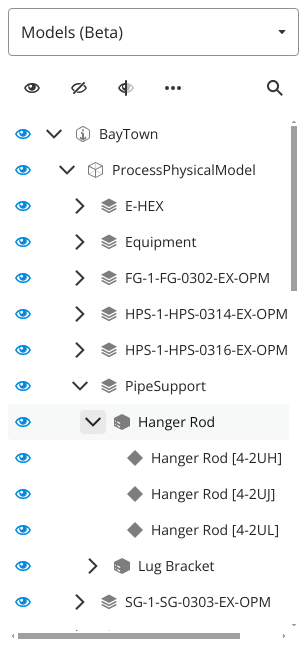 Models (Beta)
BayTown
ProcessPhysicalModel
E-HEX
Equipment
FG-1-FG-0302-EX-OPM
HPS-1-HPS-0314-EX-OPM
HPS-1-HPS-0316-EX-OPM
PipeSupport
Hanger Rod
Hanger Rod [4-2UH]
Hanger Rod [4-2UJ]
Hanger Rod [4-2UL]
Lug Bracket
SG-1-SG-0303-EX-OPM